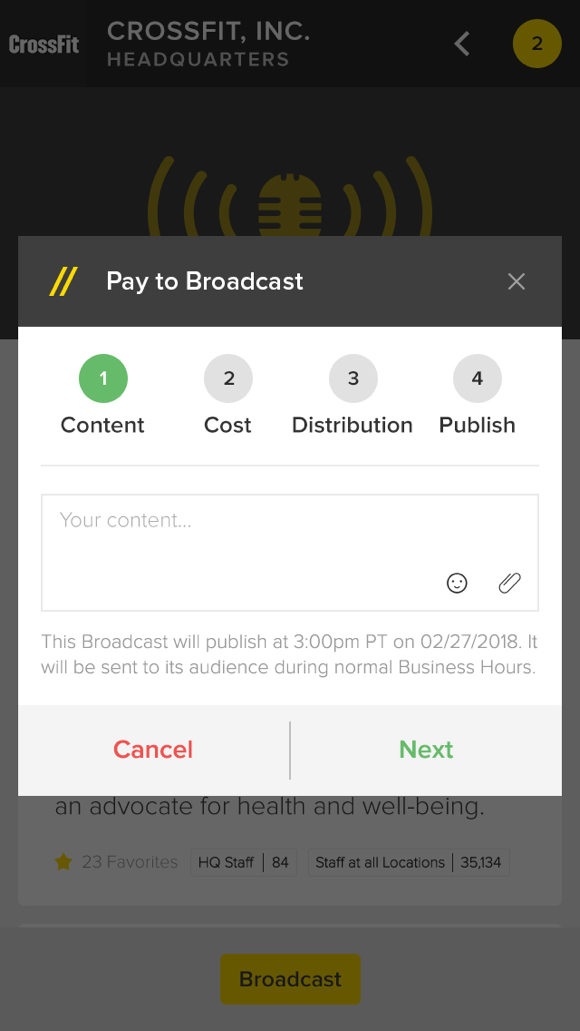 CrossFit
CROSSFIT, INC.
HEADQUARTERS
2
Pay to Broadcast
1
2
3
4
Content
Cost
Distribution
Publish
Your content...
This Broadcast will publish at 3:00pm PT on 02/27/2018. It
will be sent to its audience during normal Business Hours.
Cancel
Next
an advocate for health and well-being.
23 Favorites
HQ Staff | 84
Staff at all Locations | 35,134
Broadcast